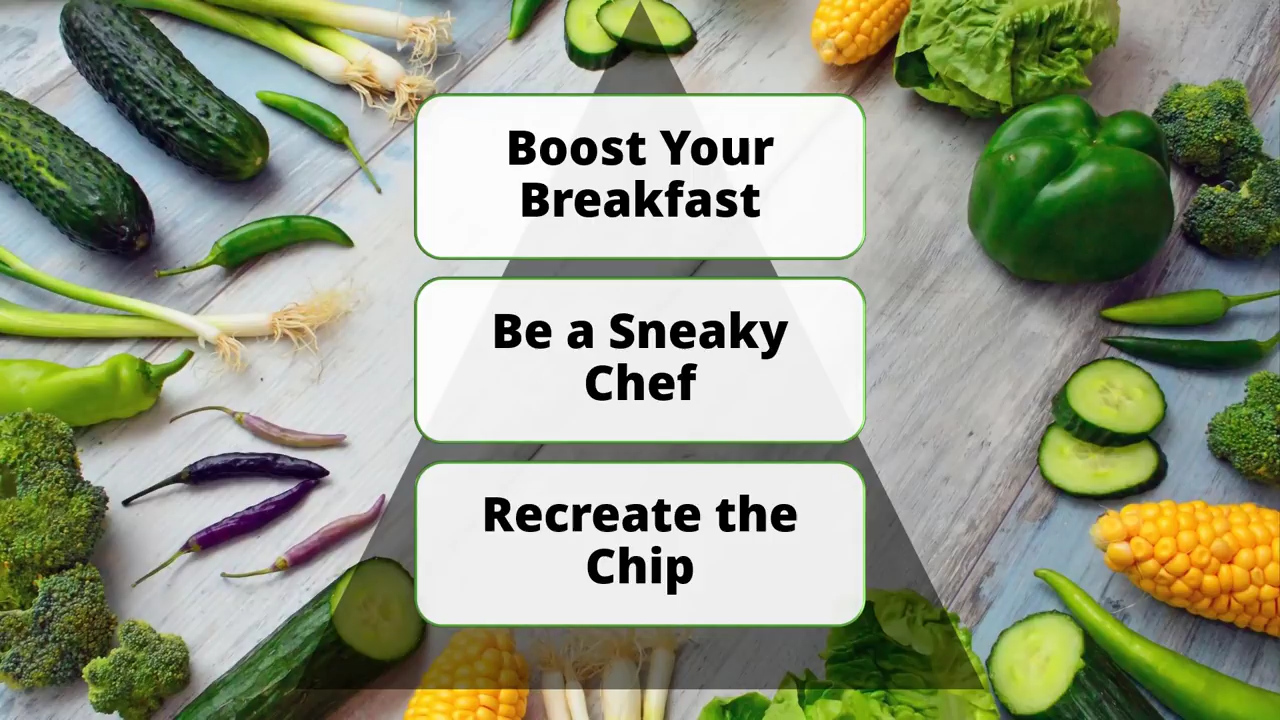 Boost Your
Breakfast
Be a Sneaky
Chef
Recreate the
Chip